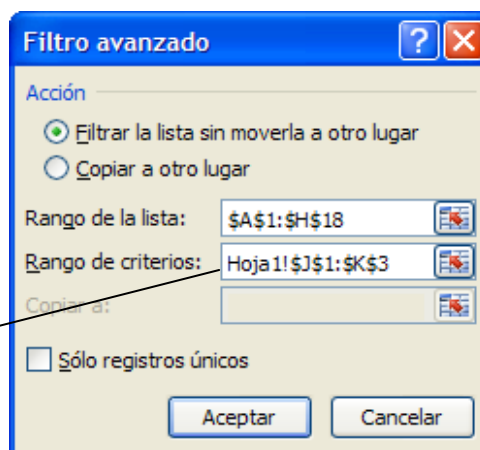 Filtro avanzado
Acción
Filtrar la lista sin moverla a otro lugar
Copiar a otro lugar
Rango de la lista: $A$1:$H$18
Rango de criterios: Hoja1!$J$1:$K$3
Copiar a:
Sólo registros únicos
Aceptar Cancelar